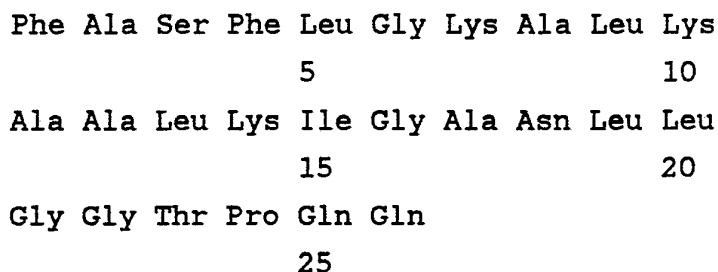 Phe Ala Ser Phe Leu Gly Lys Ala Leu Lys
5 10
Ala Ala Leu Lys Ile Gly Ala Asn Leu Leu
15 20
Gly Gly Thr Pro Gln Gln
25